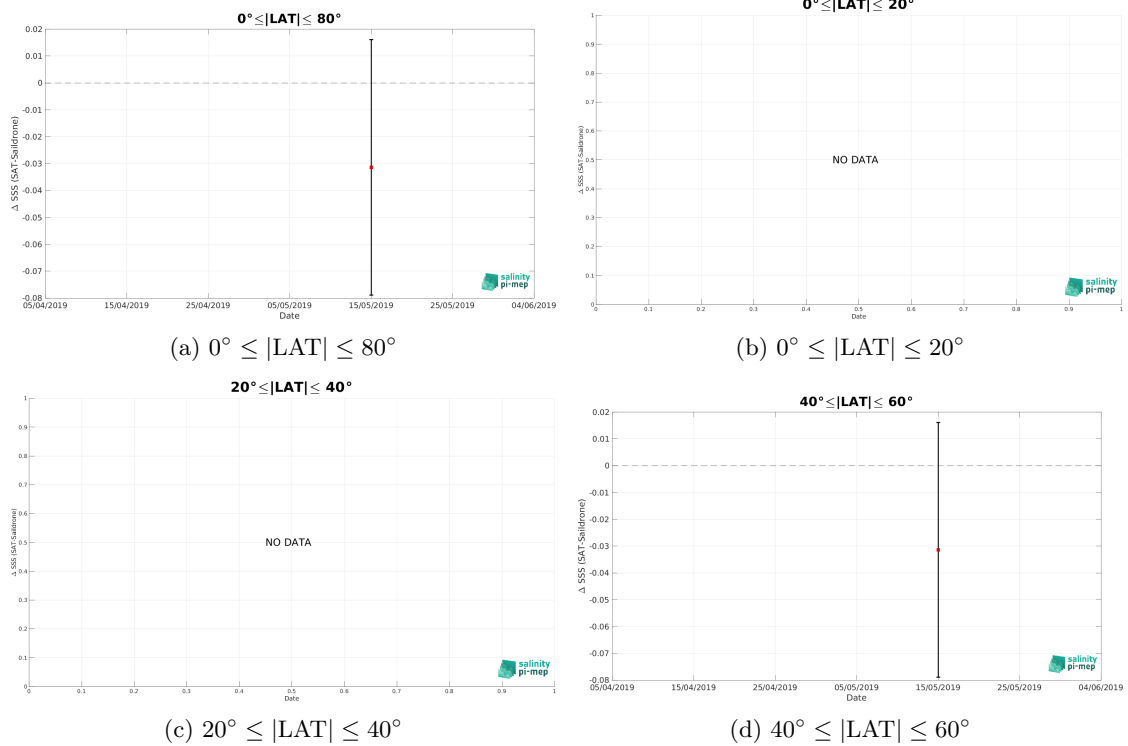 0°≤|LAT|≤ 80°
0.02
0.01
0
-0.01
-0.02
-0.03
-0.04
-0.05
-0.06
-0.07
-0.08
Δ SSS (SAT-Saildrone)
05/04/2019 15/04/2019 25/04/2019 05/05/2019 15/05/2019 25/05/2019 04/06/2019
Date
salinity
pi-mep
(a) 0° ≤ |LAT| ≤ 80°
0°≤|LAT|≤ 20°
1
0.9
0.8
0.7
0.6
0.5
0.4
0.3
0.2
0.1
0
Δ SSS (SAT-Saildrone)
NO DATA
0 0.1 0.2 0.3 0.4 0.5 0.6 0.7 0.8 0.9 1
Date
salinity
pi-mep
(b) 0° ≤ |LAT| ≤ 20°
20°≤|LAT|≤ 40°
1
0.9
0.8
0.7
0.6
0.5
0.4
0.3
0.2
0.1
0
Δ SSS (SAT-Saildrone)
NO DATA
0 0.1 0.2 0.3 0.4 0.5 0.6 0.7 0.8 0.9 1
Date
salinity
pi-mep
(c) 20° ≤ |LAT| ≤ 40°
40°≤|LAT|≤ 60°
0.02
0.01
0
-0.01
-0.02
-0.03
-0.04
-0.05
-0.06
-0.07
-0.08
Δ SSS (SAT-Saildrone)
05/04/2019 15/04/2019 25/04/2019 05/05/2019 15/05/2019 25/05/2019 04/06/2019
Date
salinity
pi-mep
(d) 40° ≤ |LAT| ≤ 60°